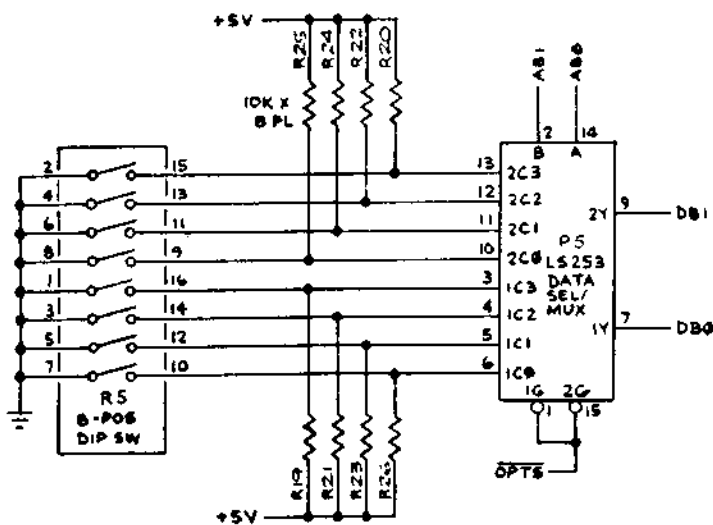 +5V
R25
R24
R22
R20
10K X
8 PL
AB1
AB0
2
14
B
A
2
15
13
2C3
4
13
12
2C2
6
11
11
2C1
8
9
10
2C0
1
16
3
1C3
3
14
4
1C2
5
12
5
1C1
7
10
6
1C0
2Y
9
DB1
P5
LS253
DATA
SEL/
MUX
1Y
7
DB0
R5
8-POS
DIP SW
1G
2G
1
15
OPTS
R19
R21
R23
R26
+5V